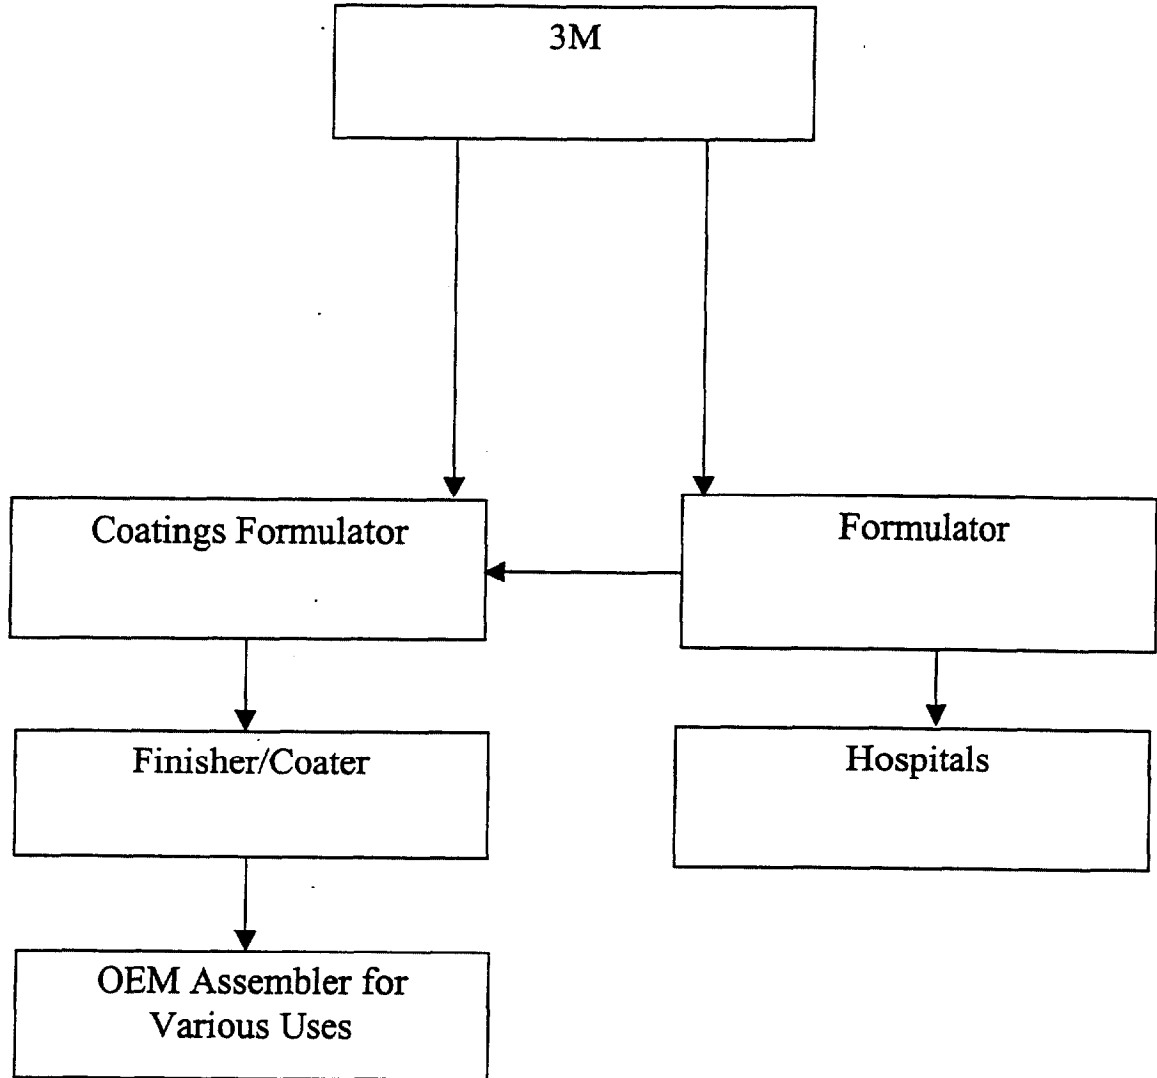 3M
Coatings Formulator
Formulator
Finisher/Coater
Hospitals
OEM Assembler for
Various Uses